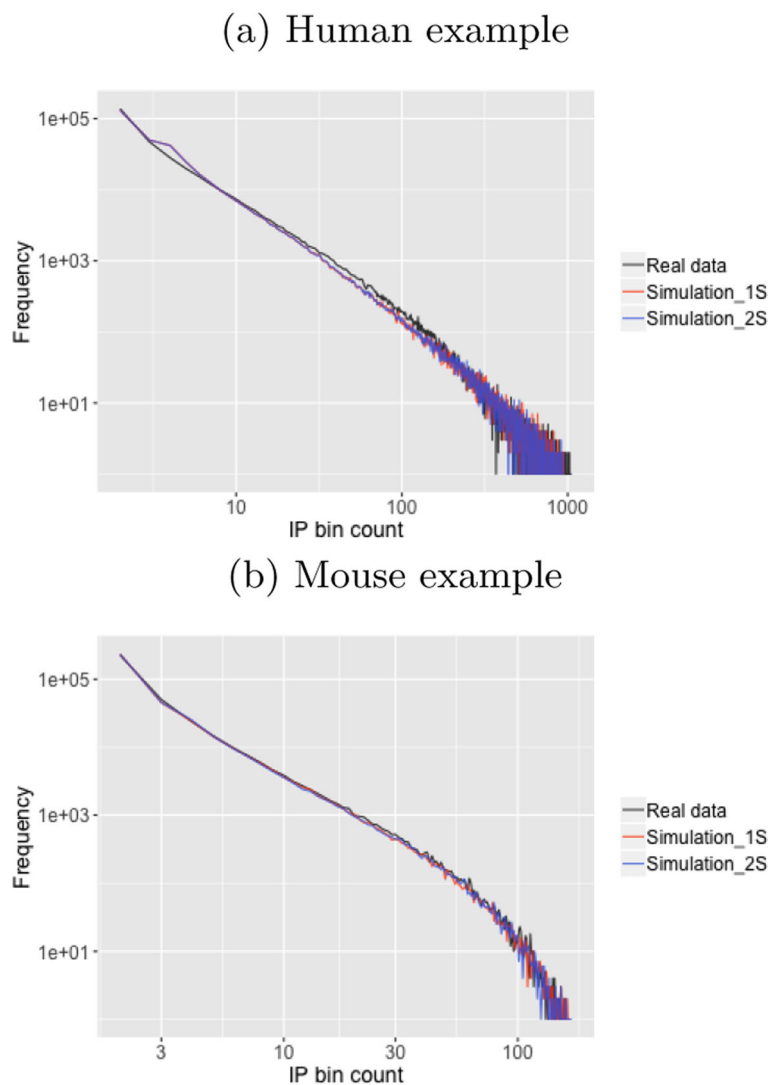 (a) Human example
1e+05
1e+03
1e+01
Frequency
10
100
1000
IP bin count
Real data
Simulation_1S
Simulation_2S
(b) Mouse example
1e+05
1e+03
1e+01
Frequency
3
10
30
100
IP bin count
Real data
Simulation_1S
Simulation_2S